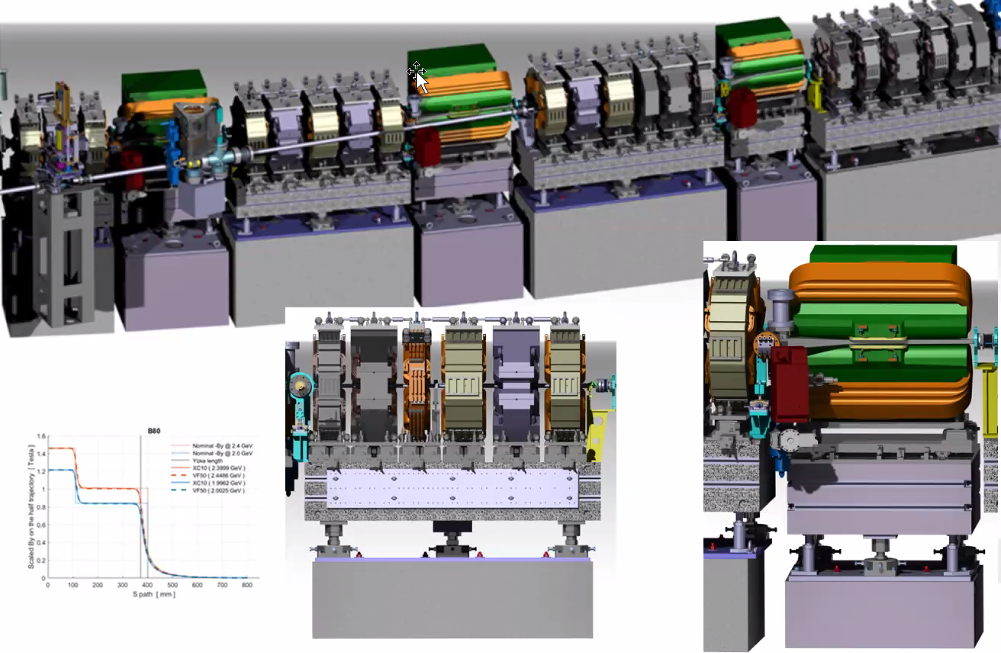 B80
Nominal -By @ 2.4 GeV
Nominal -By @ 2.0 GeV
Yoke length
XC10 ( 2.3999 GeV )
VF50 ( 2.4486 GeV )
XC10 ( 1.9962 GeV )
VF50 ( 2.0025 GeV )
Scaled By on the half trajectory [ Tesla ]
1.6
1.4
1.2
1
0.8
0.6
0.4
0.2
0
0 100 200 300 400 500 600 700 800
S path [ mm ]